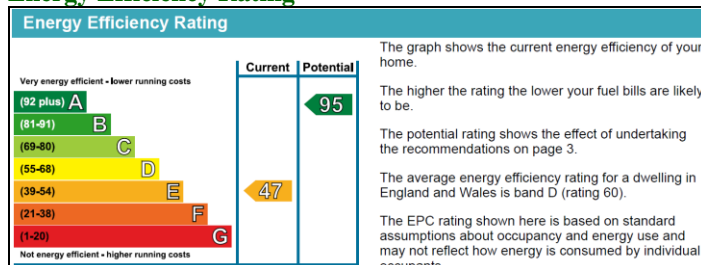 Energy Efficiency Rating
Energy Efficiency Rating
Current Potential
Very energy efficient - lower running costs
(92 plus) A
(81-91) B
(69-80) C
(55-68) D
(39-54) E
(21-38) F
(1-20) G
Not energy efficient - higher running costs
95
47
The graph shows the current energy efficiency of your
home.
The higher the rating the lower your fuel bills are likely
to be.
The potential rating shows the effect of undertaking
the recommendations on page 3.
The average energy efficiency rating for a dwelling in
England and Wales is band D (rating 60).
The EPC rating shown here is based on standard
assumptions about occupancy and energy use and
may not reflect how energy is consumed by individual
occupants.